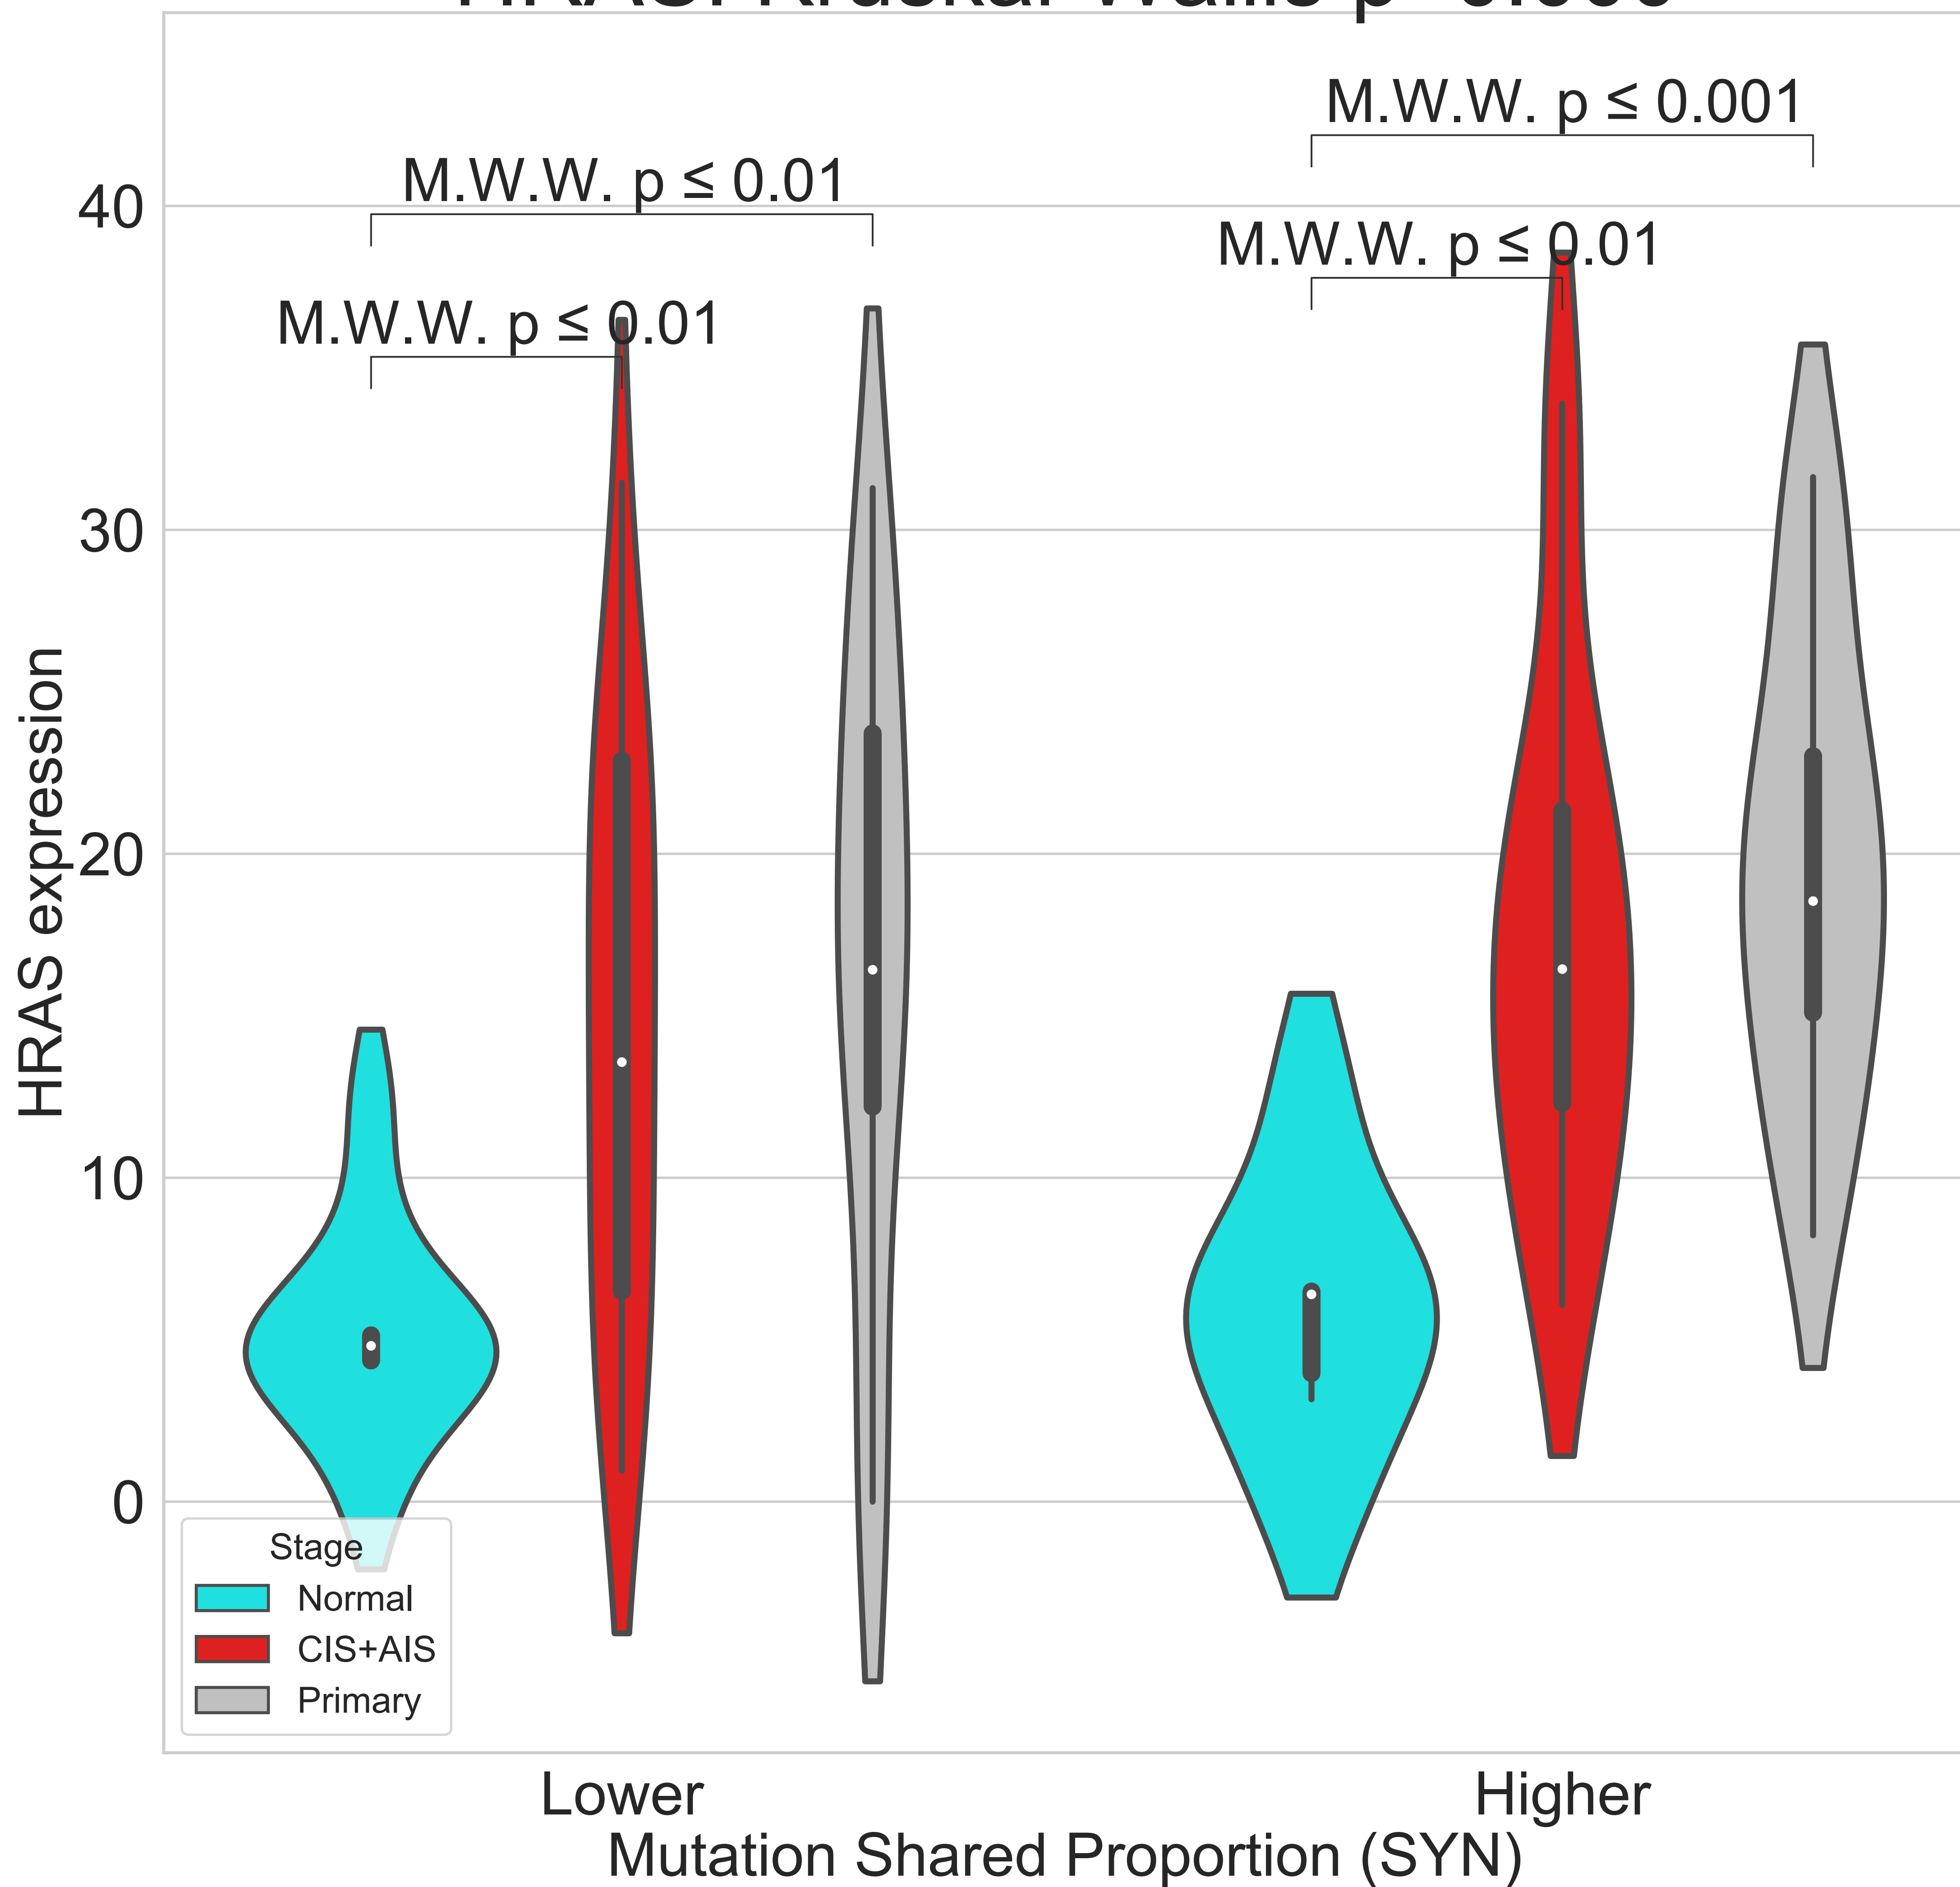 M.W.W. p ≤ 0.001
M.W.W. p ≤ 0.01
M.W.W. p ≤ 0.01
M.W.W. p ≤ 0.01
40
30
20
10
0
HRAS expression
Stage
Normal
CIS+AIS
Primary
Lower
Higher
Mutation Shared Proportion (SYN)